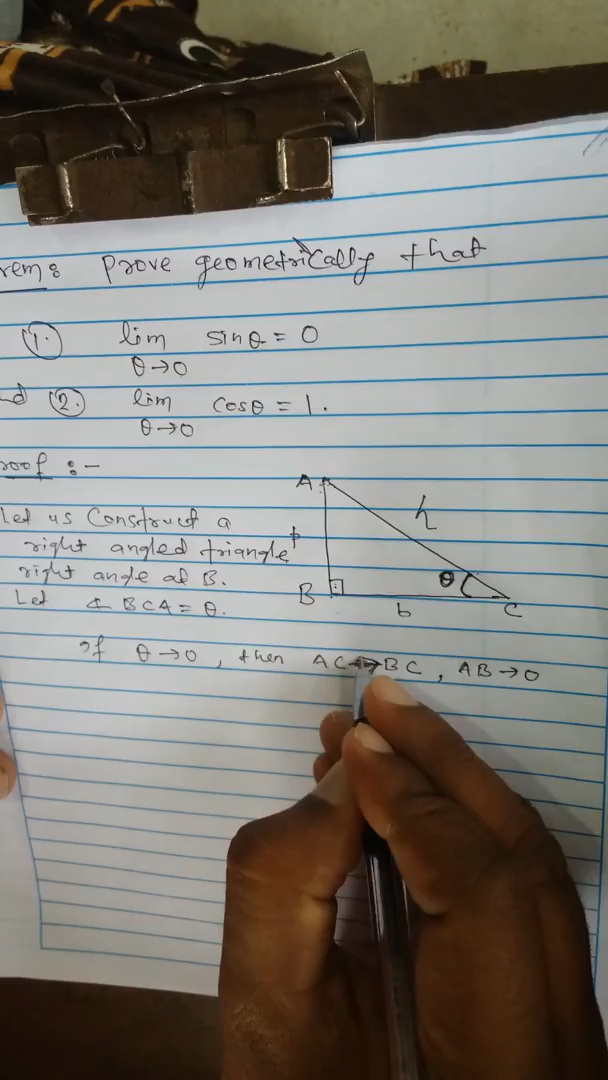 rem: Prove geometrically that
1. lim sinθ = 0
θ→0
nd 2. lim cosθ = 1.
θ→0
roof :-
Let us Construct a
right angled triangle
right angle at B.
Let ∠ BCA = θ.
A
h
p
B
θ
b
C
If θ→0, then AC→BC, AB→0